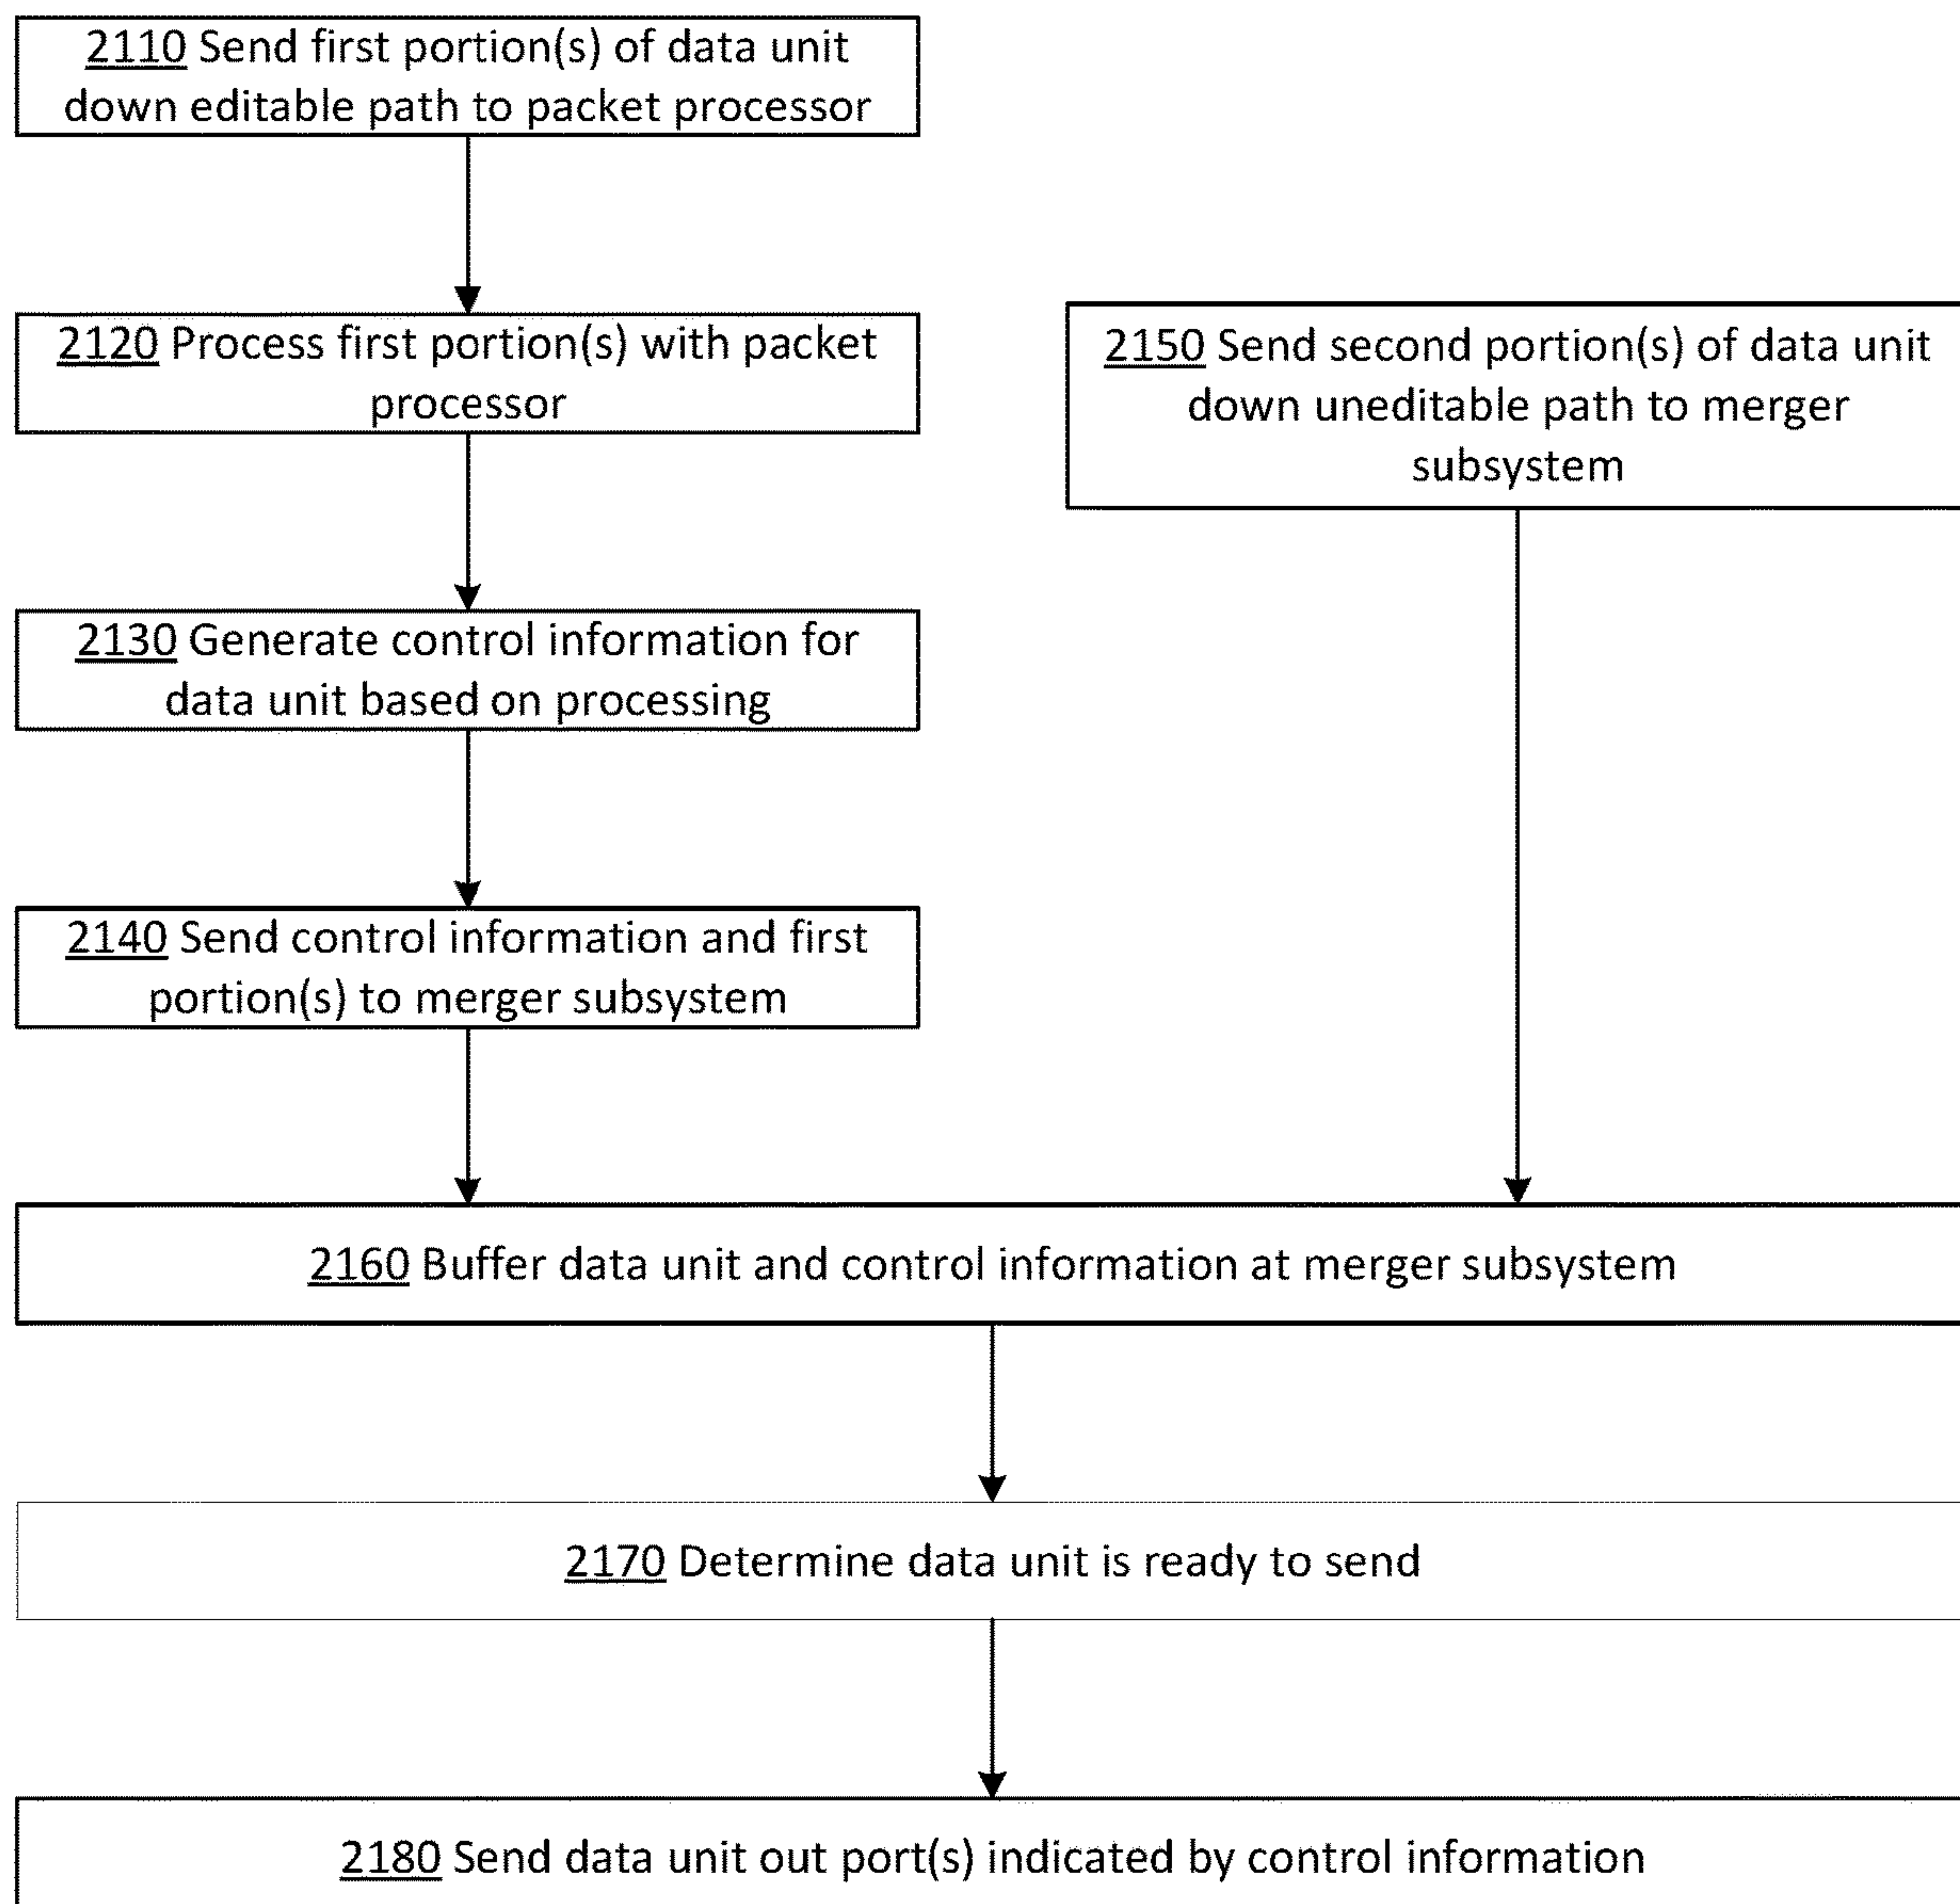 2110 Send first portion(s) of data unit
down editable path to packet processor
2120 Process first portion(s) with packet
processor
2150 Send second portion(s) of data unit
down uneditable path to merger
subsystem
2130 Generate control information for
data unit based on processing
2140 Send control information and first
portion(s) to merger subsystem
2160 Buffer data unit and control information at merger subsystem
2170 Determine data unit is ready to send
2180 Send data unit out port(s) indicated by control information